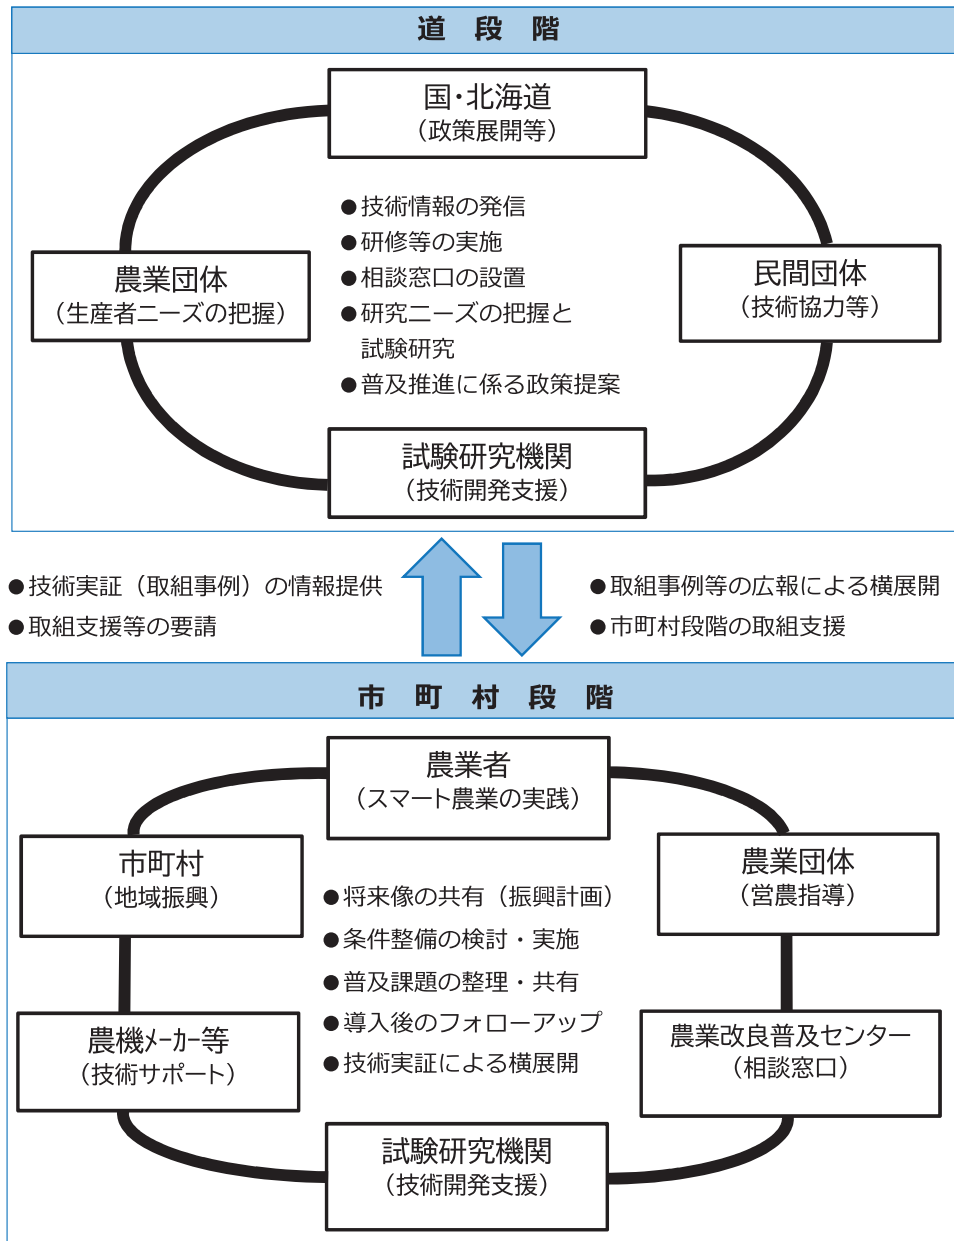 道段階
国・北海道
（政策展開等）
農業団体
（生産者ニーズの把握）
民間団体
（技術協力等）
●技術情報の発信
●研修等の実施
●相談窓口の設置
●研究ニーズの把握と
試験研究
●普及推進に係る政策提案
試験研究機関
（技術開発支援）
●技術実証（取組事例）の情報提供
●取組支援等の要請
●取組事例等の広報による横展開
●市町村段階の取組支援
市町村段階
農業者
（スマート農業の実践）
市町村
（地域振興）
農業団体
（営農指導）
●将来像の共有（振興計画）
●条件整備の検討・実施
●普及課題の整理・共有
●導入後のフォローアップ
●技術実証による横展開
農機メーカー等
（技術サポート）
農業改良普及センター
（相談窓口）
試験研究機関
（技術開発支援）